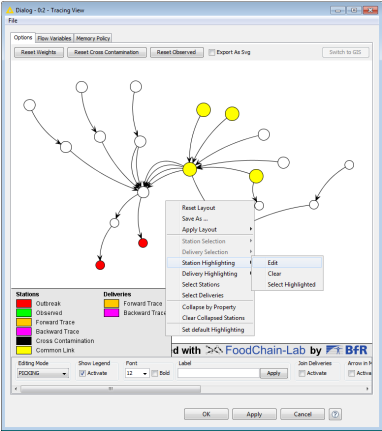 Dialog - 0:2 - Tracing View
File
Options Flow Variables Memory Policy
Reset Weights Reset Cross Contamination Reset Observed Export As Svg Switch to GIS
Reset Layout
Save As ...
Apply Layout
Station Selection
Delivery Selection
Station Highlighting Edit
Delivery Highlighting Clear
Select Stations Select Highlighted
Select Deliveries
Collapse by Property
Clear Collapsed Stations
Set default Highlighting
Stations Deliveries
Outbreak Forward Trace
Observed Backward Trace
Forward Trace
Backward Trace
Cross Contamination
Common Link
d with FoodChain-Lab by BfR
Editing Mode Show Legend Font Label Join Deliveries Arrow in M
PICKING Activate 12 Bold Apply Activate Activa
OK Apply Cancel ?